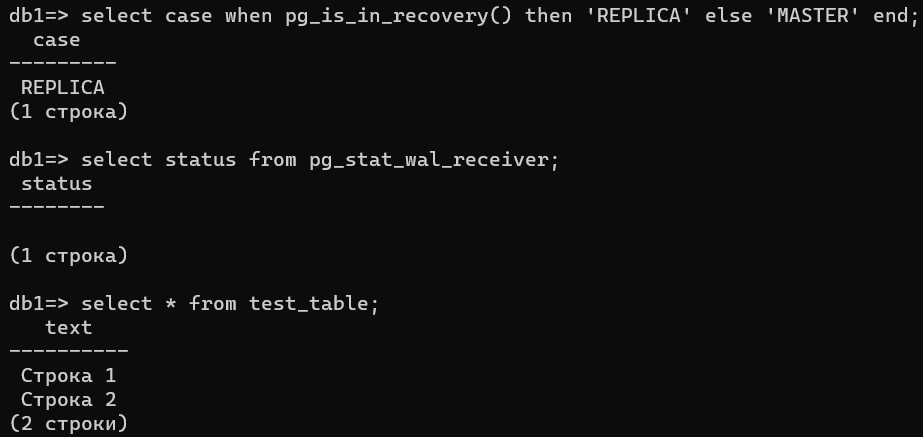 db1=> select case when pg_is_in_recovery() then 'REPLICA' else 'MASTER' end;
  case
---------
 REPLICA
(1 строка)

db1=> select status from pg_stat_wal_receiver;
 status
--------

(1 строка)

db1=> select * from test_table;
   text
----------
 Строка 1
 Строка 2
(2 строки)